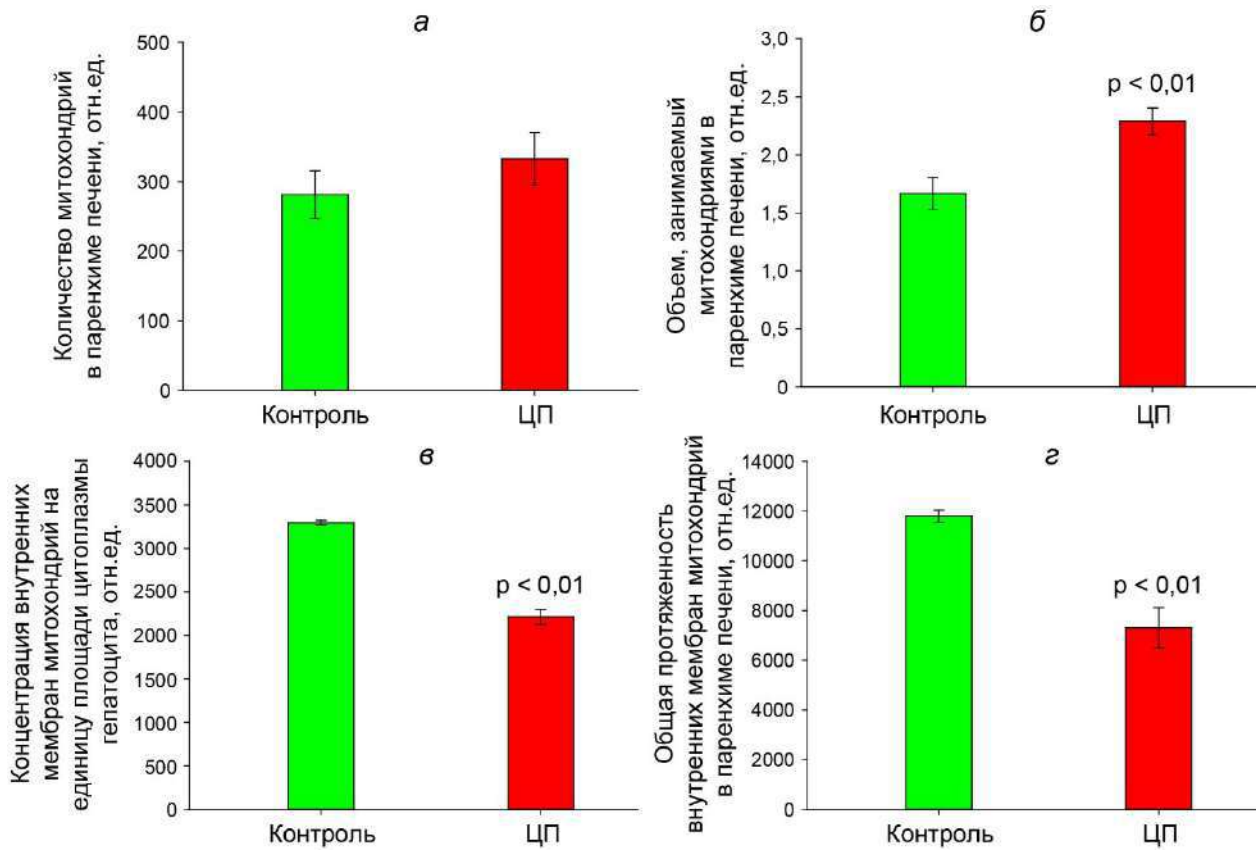 а
Количество митохондрий
в паренхиме печени, отн.ед.
500
400
300
200
100
0
Контроль
ЦП
б
Объем, занимаемый
митохондриями в
паренхиме печени, отн.ед.
3,0
2,5
2,0
1,5
1,0
0,5
0
p < 0,01
Контроль
ЦП
в
Концентрация внутренних
мембран митохондрий на
единицу площади цитоплазмы
гепатоцита, отн.ед.
4000
3500
3000
2500
2000
1500
1000
500
0
p < 0,01
Контроль
ЦП
г
Общая протяженность
внутренних мембран митохондрий
в паренхиме печени, отн.ед.
14000
12000
10000
8000
6000
4000
2000
0
p < 0,01
Контроль
ЦП